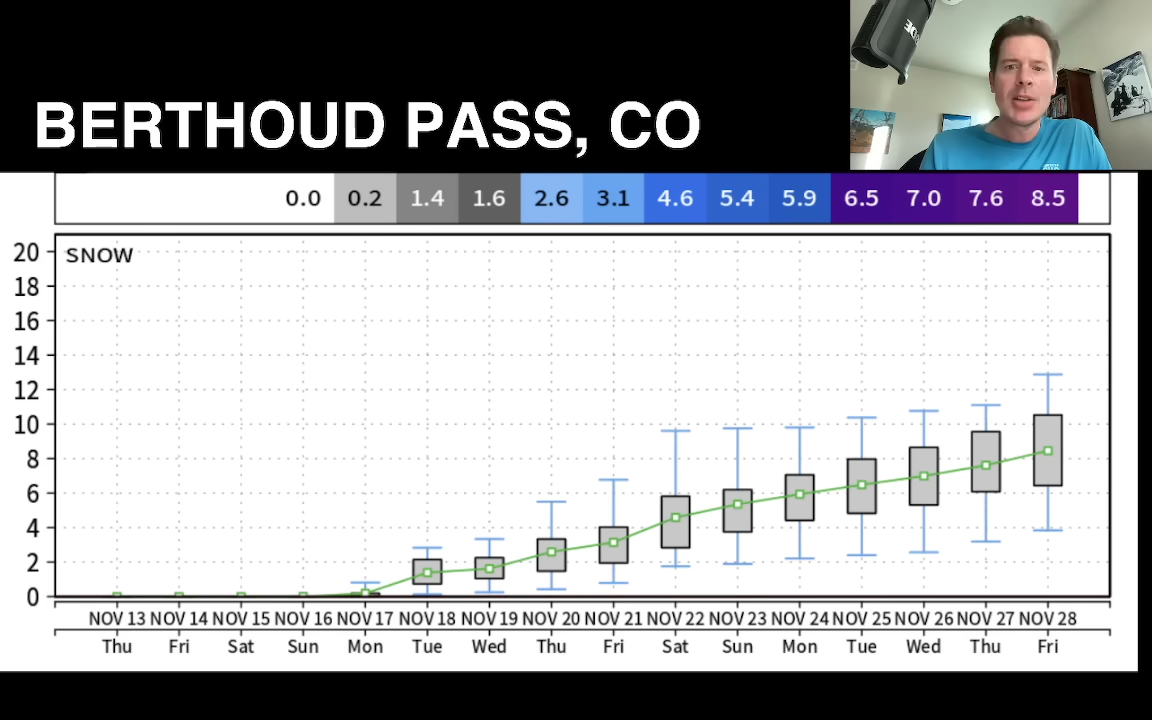 BERTHOUD PASS, CO
0.0 0.2 1.4 1.6 2.6 3.1 4.6 5.4 5.9 6.5 7.0 7.6 8.5
SNOW
20
18
16
14
12
10
8
6
4
2
0
NOV 13 NOV 14 NOV 15 NOV 16 NOV 17 NOV 18 NOV 19 NOV 20 NOV 21 NOV 22 NOV 23 NOV 24 NOV 25 NOV 26 NOV 27 NOV 28
Thu Fri Sat Sun Mon Tue Wed Thu Fri Sat Sun Mon Tue Wed Thu Fri